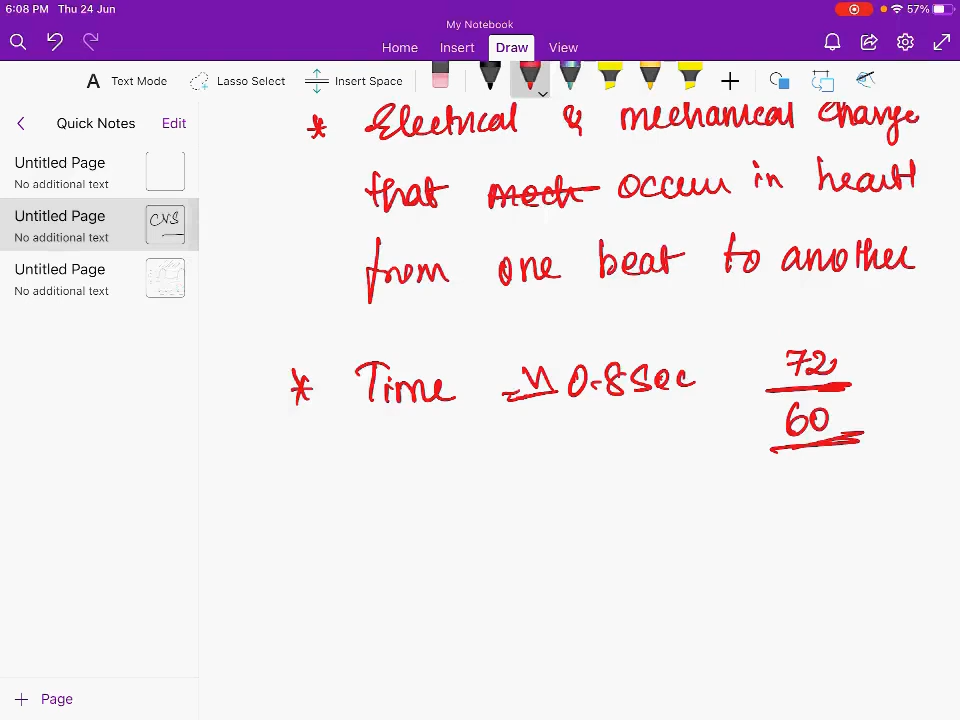 6:08 PM Thu 24 Jun 57%
My Notebook
Home Insert Draw View
Text Mode Lasso Select Insert Space
Quick Notes Edit
Untitled Page
No additional text
Untitled Page
No additional text
CNS
Untitled Page
No additional text
* Electrical & mechanical change
that mech occur in heart
from one beat to another
* Time 0.8 Sec 72
60
+ Page